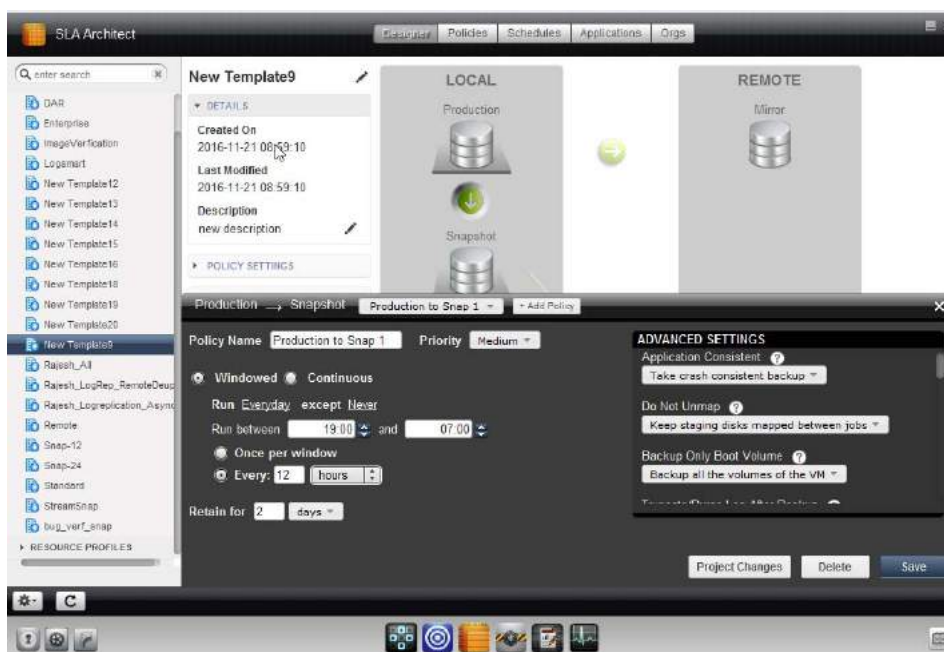 SLA Architect
Designer Policies Schedules Applications Orgs
enter search
DAR
Enterprise
ImageVerification
Logsmart
New Template12
New Template13
New Template14
New Template15
New Template16
New Template18
New Template19
New Template20
New Template9
Rajesh_All
Rajesh_LogRep_RemoteDeup
Rajesh_Logreplication_Async
Remote
Snap-12
Snap-24
Standard
StreamSnap
bug_verf_snap
RESOURCE PROFILES
New Template9
DETAILS
Created On
2016-11-21 08:59:10
Last Modified
2016-11-21 08:59:10
Description
new description
POLICY SETTINGS
LOCAL
Production
Snapshot
REMOTE
Mirror
Production → Snapshot Production to Snap 1 + Add Policy
Policy Name Production to Snap 1 Priority Medium
Windowed Continuous
Run Everyday except Never
Run between 19:00 and 07:00
Once per window
Every: 12 hours
Retain for 2 days
ADVANCED SETTINGS
Application Consistent ?
Take crash consistent backup
Do Not Unmap ?
Keep staging disks mapped between jobs
Backup Only Boot Volume ?
Backup all the volumes of the VM
Project Changes Delete Save